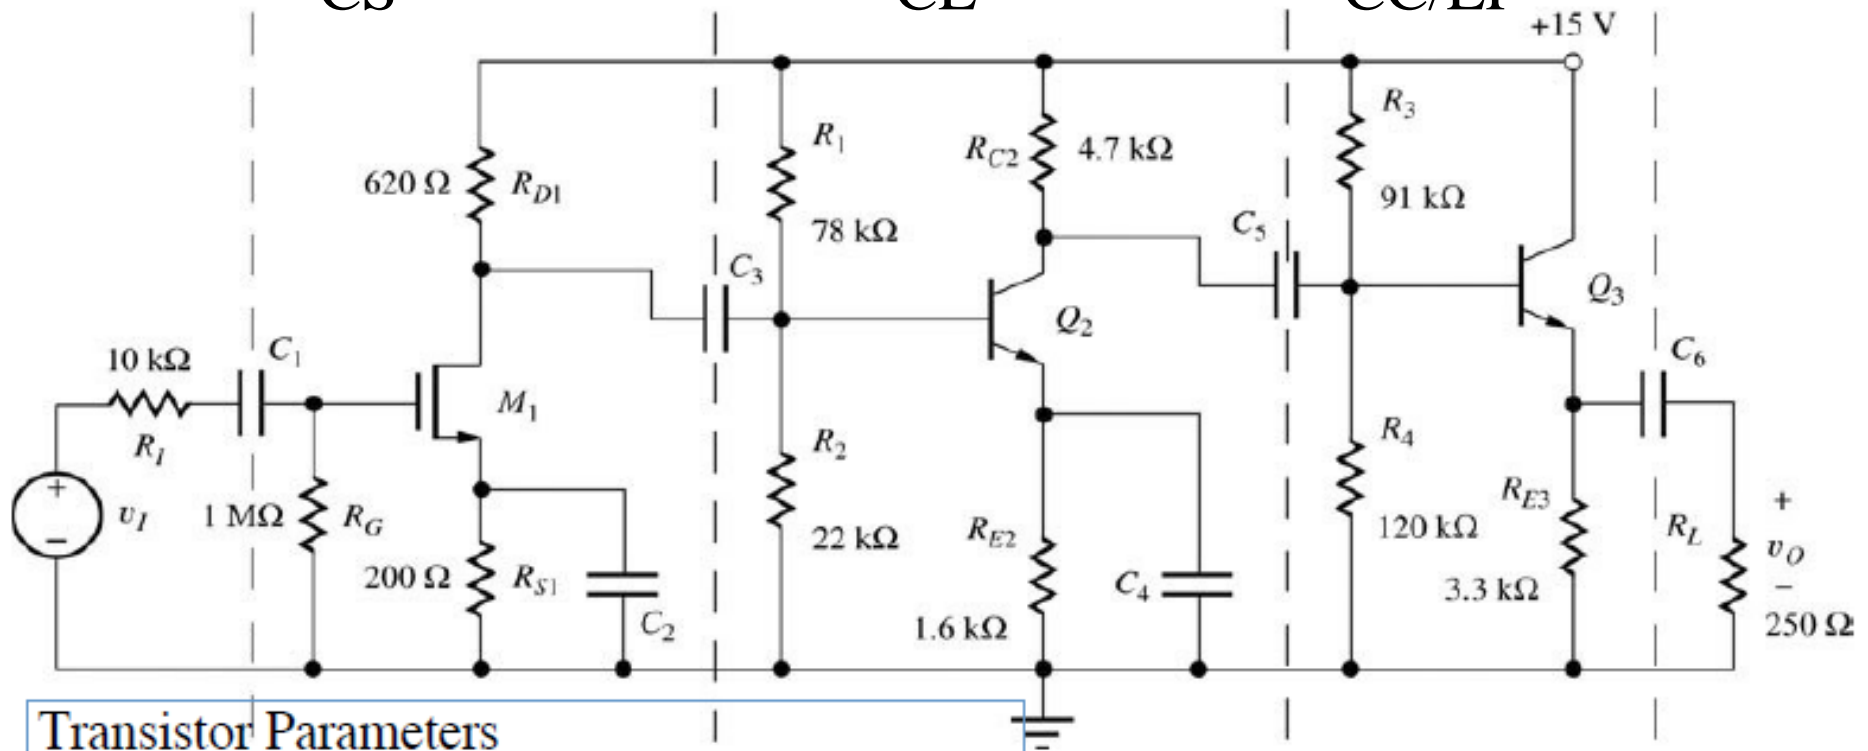 CS CE CC/EF
+15 V
R3
R1
RC2 4.7 kΩ
620 Ω RD1
91 kΩ
C5
78 kΩ
C3
Q3
Q2
10 kΩ C1
C6
M1
RI
R2
R4
RE3
+
vI
+
−
1 MΩ RG
22 kΩ
RE2
120 kΩ
RL
vO
−
200 Ω RS1
C4
3.3 kΩ
C2
1.6 kΩ
250 Ω
Transistor Parameters